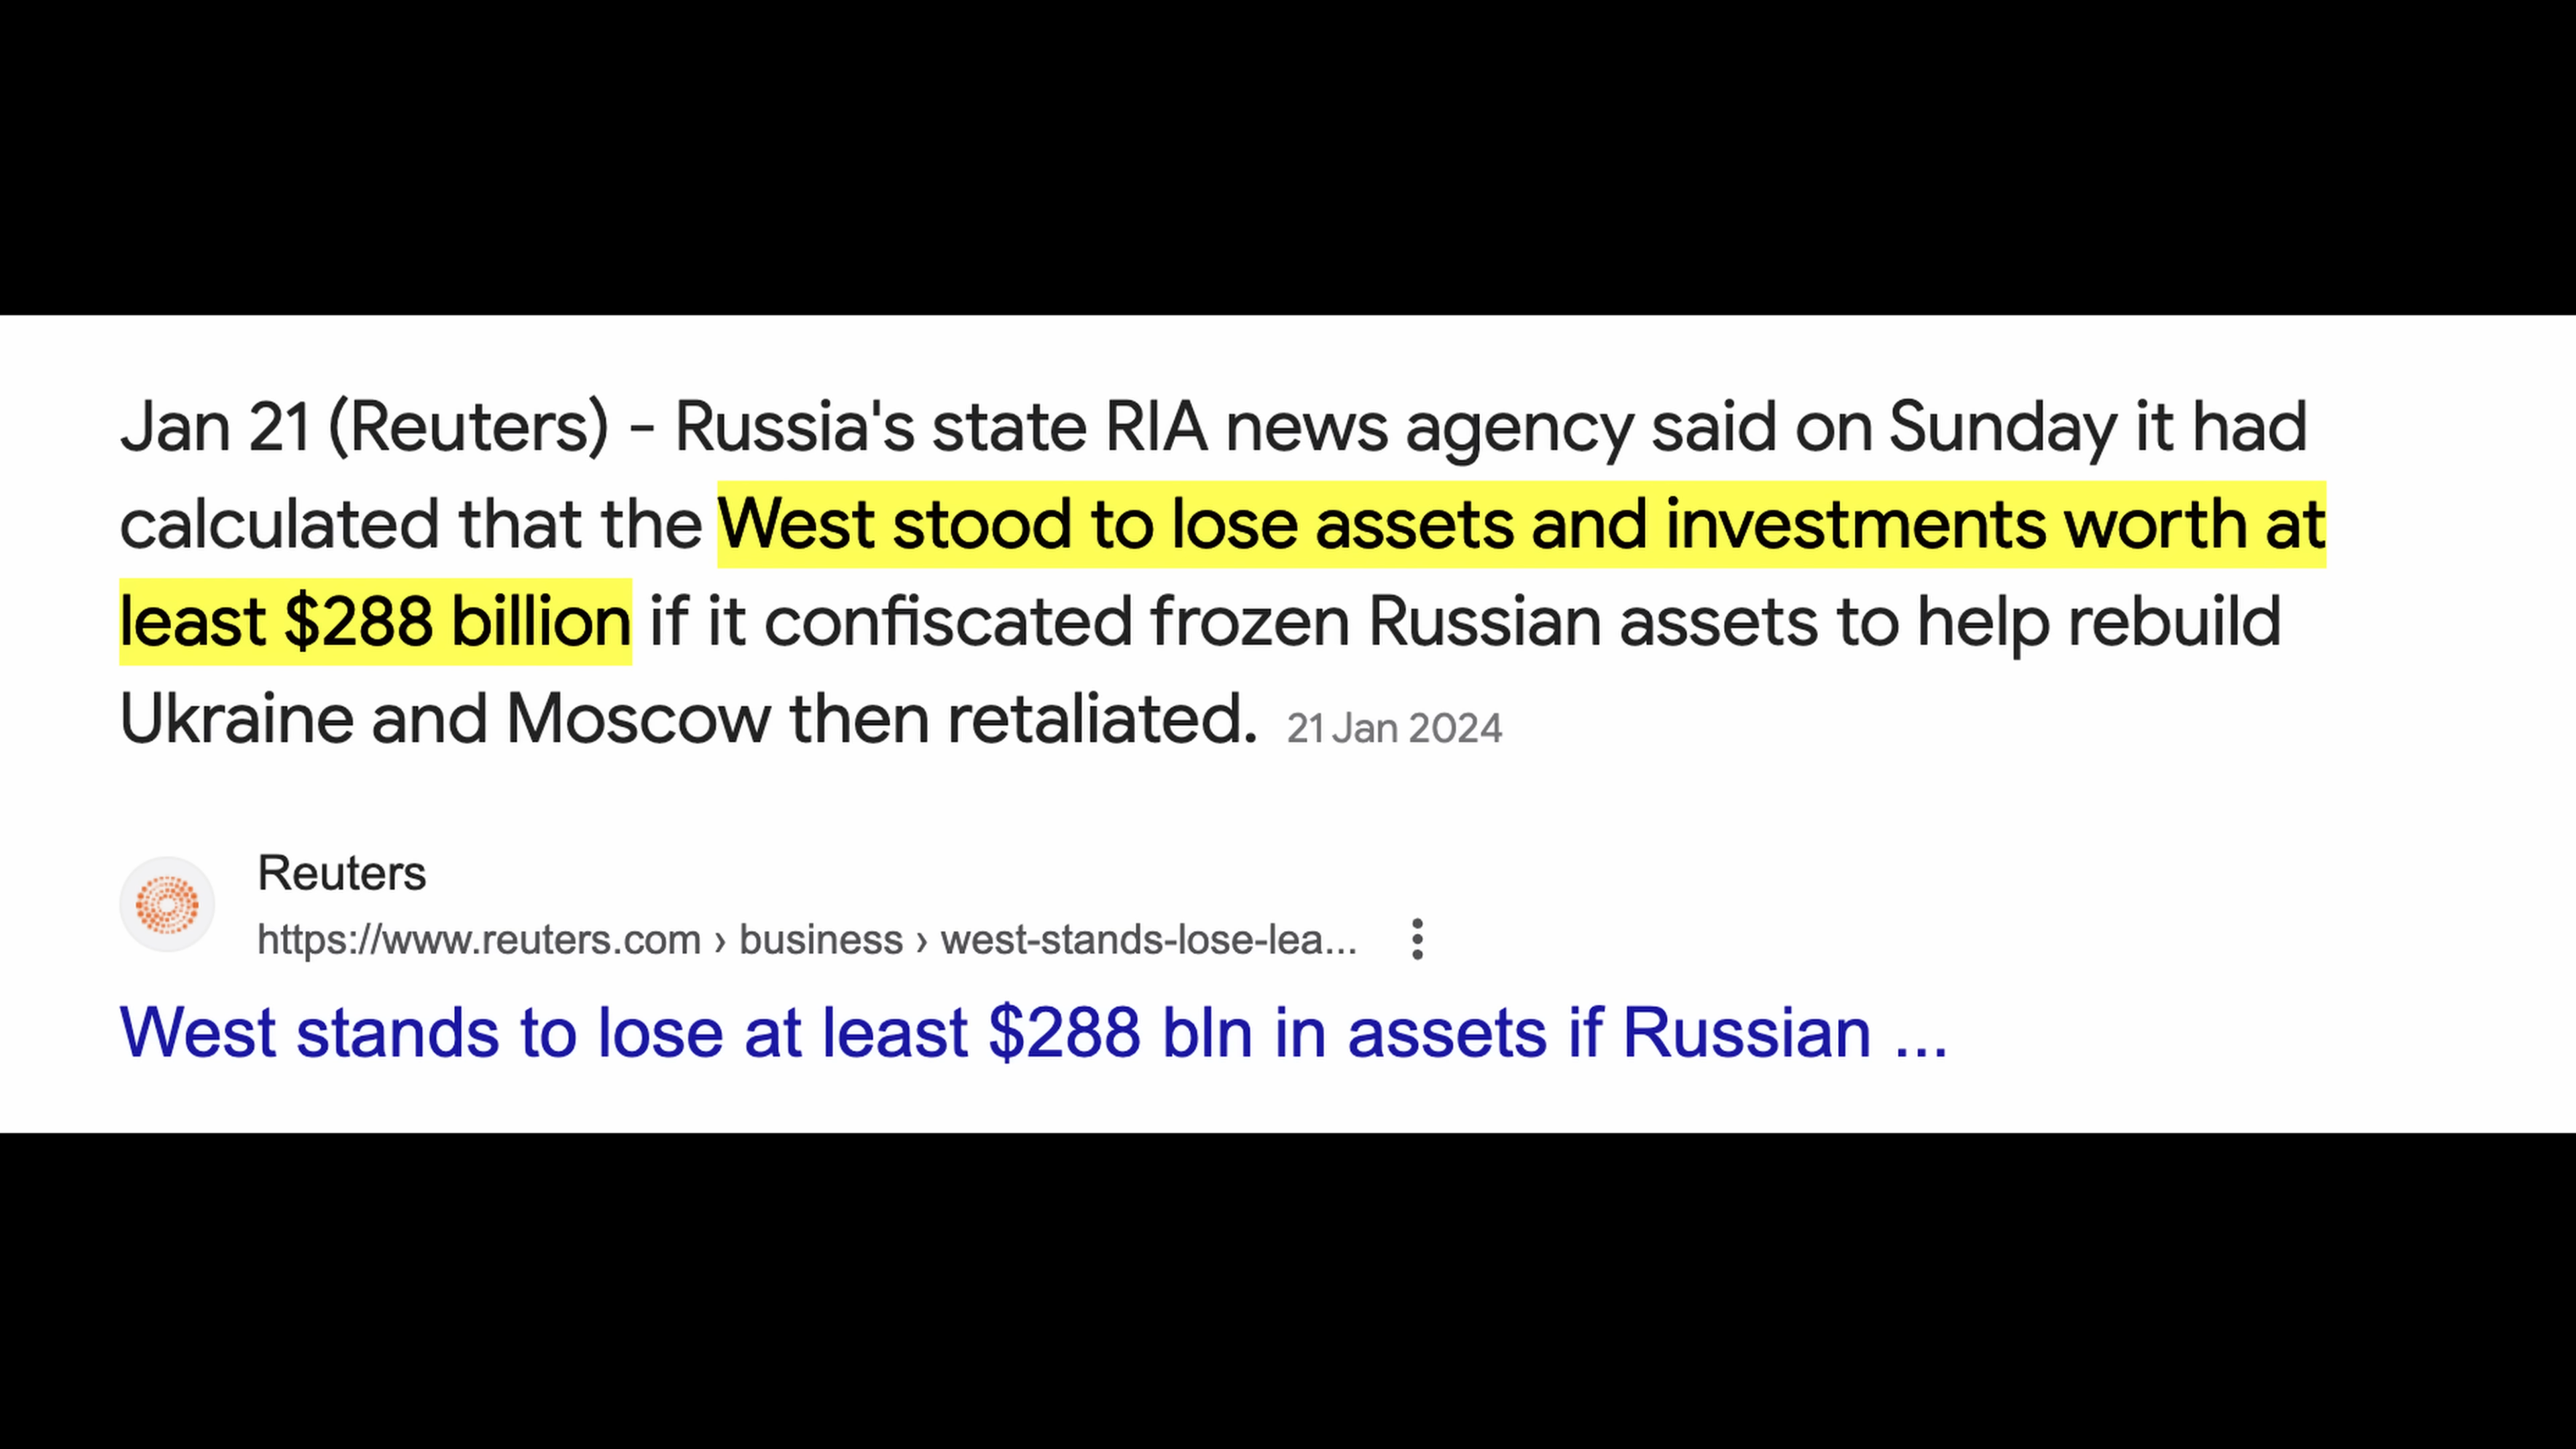 Jan 21 (Reuters) - Russia's state RIA news agency said on Sunday it had
calculated that the West stood to lose assets and investments worth at
least $288 billion if it confiscated frozen Russian assets to help rebuild
Ukraine and Moscow then retaliated. 21 Jan 2024
Reuters
https://www.reuters.com › business › west-stands-lose-lea...
West stands to lose at least $288 bln in assets if Russian ...